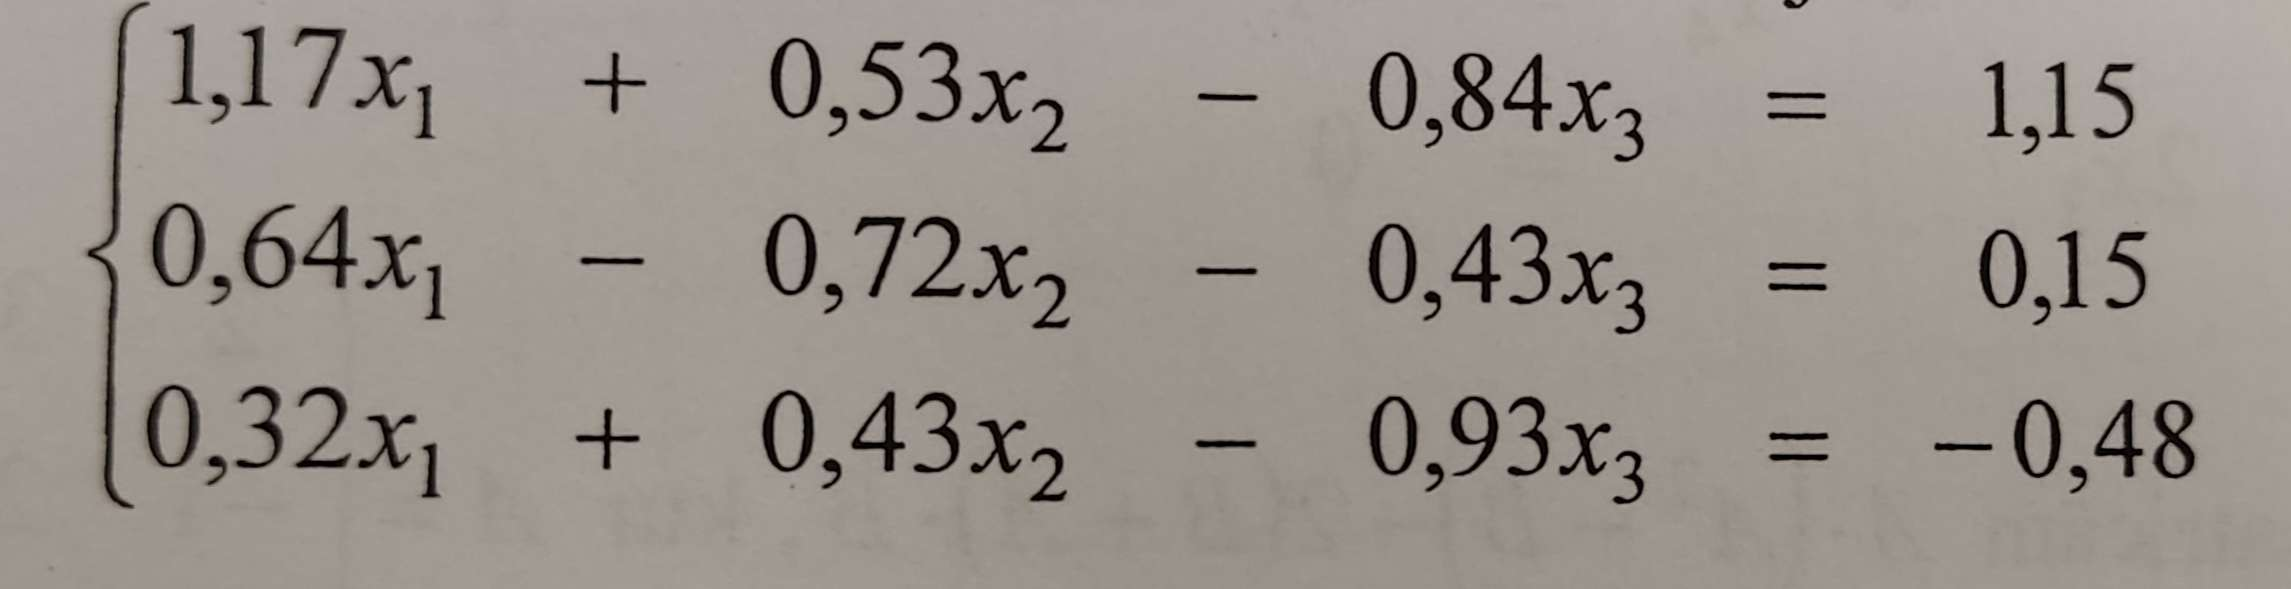 1,17x₁ + 0,53x₂ − 0,84x₃ = 1,15
0,64x₁ − 0,72x₂ − 0,43x₃ = 0,15
0,32x₁ + 0,43x₂ − 0,93x₃ = −0,48